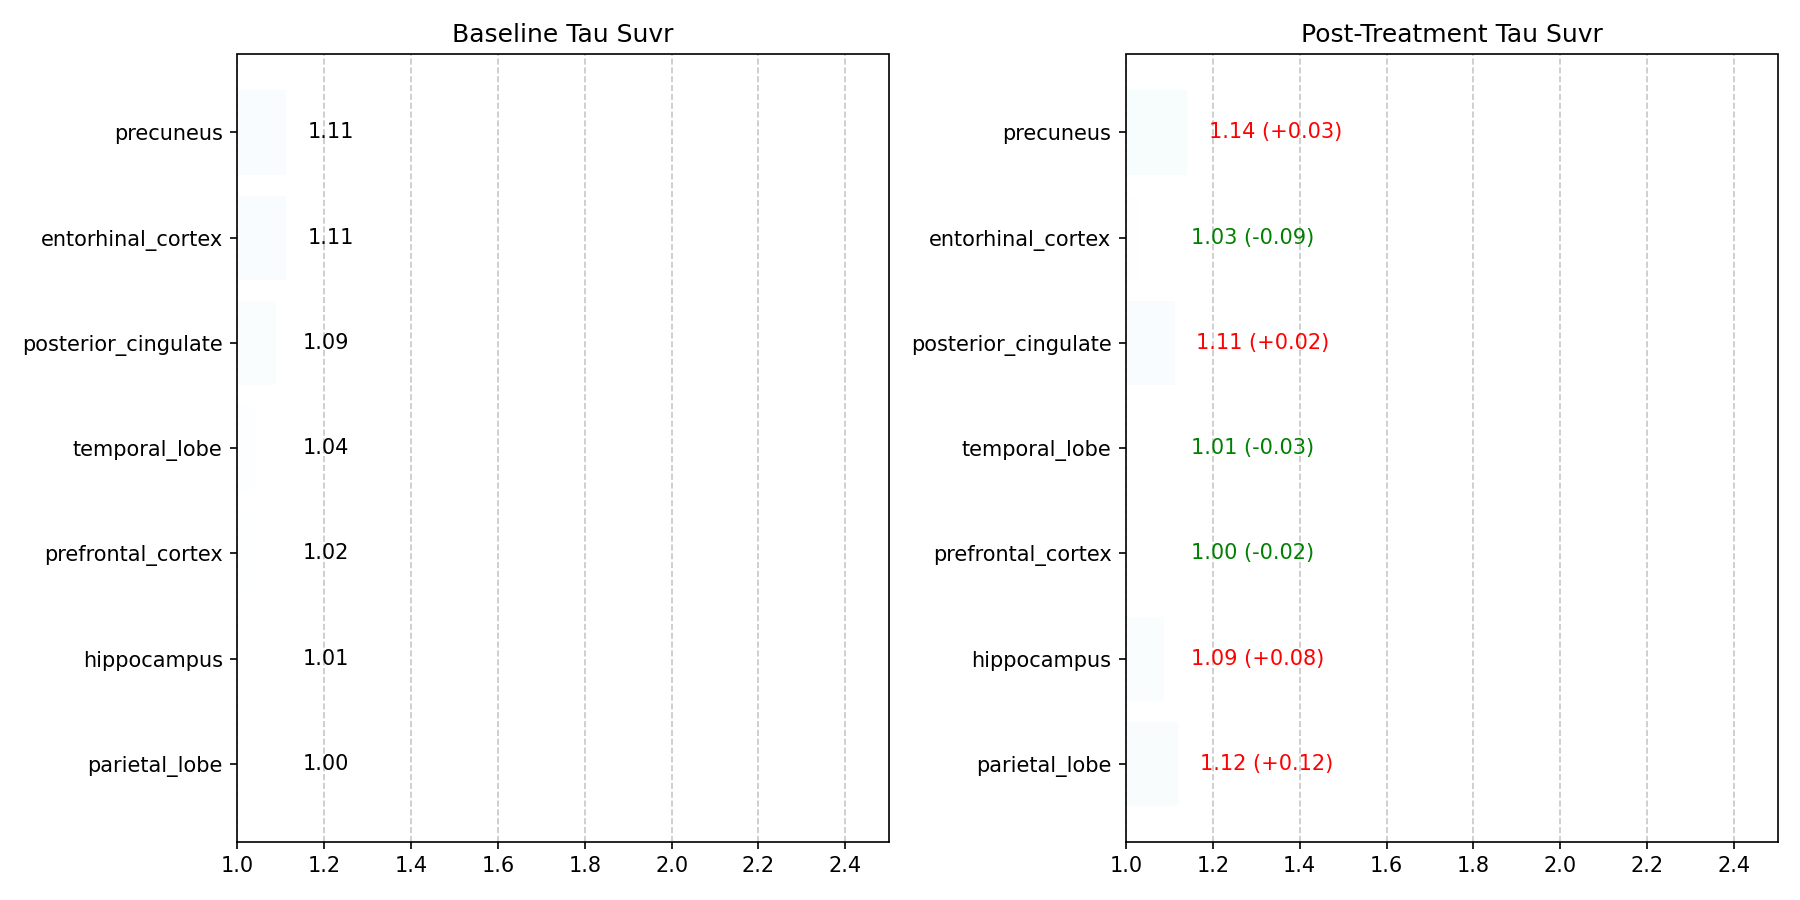 Baseline Tau Suvr
precuneus 1.11
entorhinal_cortex 1.11
posterior_cingulate 1.09
temporal_lobe 1.04
prefrontal_cortex 1.02
hippocampus 1.01
parietal_lobe 1.00
1.0 1.2 1.4 1.6 1.8 2.0 2.2 2.4
Post-Treatment Tau Suvr
precuneus 1.14 (+0.03)
entorhinal_cortex 1.03 (-0.09)
posterior_cingulate 1.11 (+0.02)
temporal_lobe 1.01 (-0.03)
prefrontal_cortex 1.00 (-0.02)
hippocampus 1.09 (+0.08)
parietal_lobe 1.12 (+0.12)
1.0 1.2 1.4 1.6 1.8 2.0 2.2 2.4